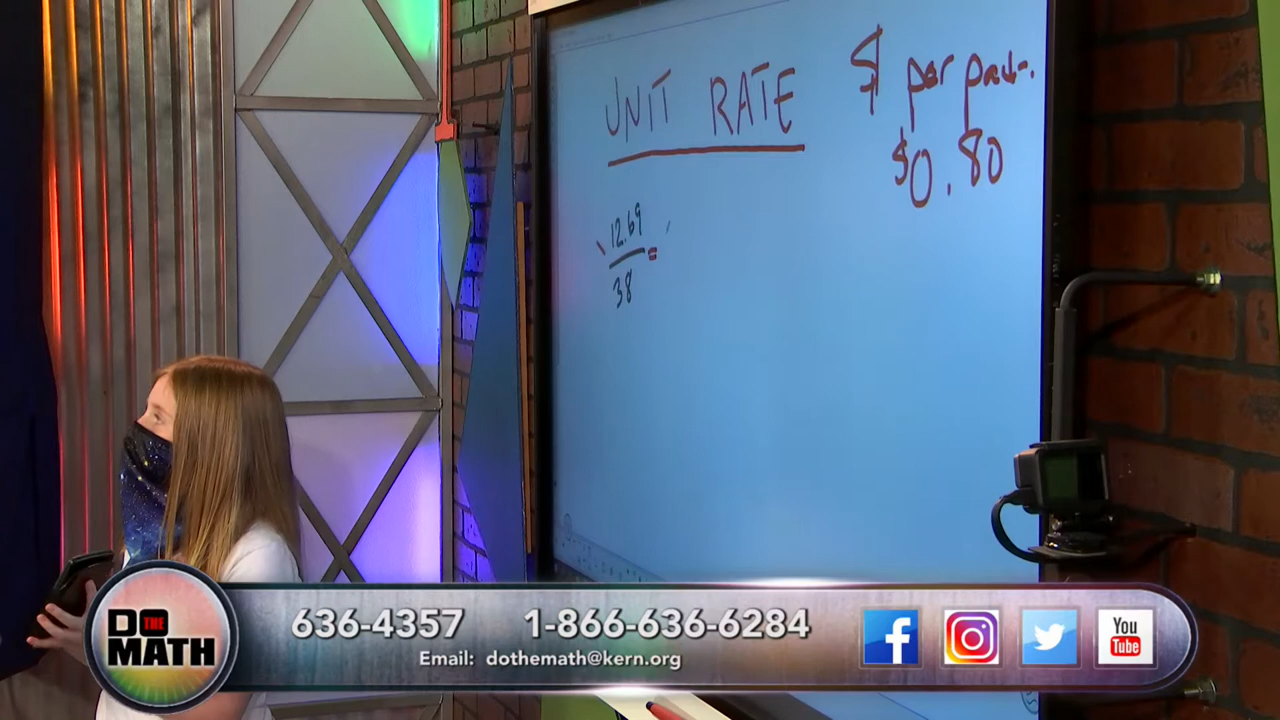 UNIT RATE
$ per
$0.80
12.69
38
=
DO THE MATH
636-4357 1-866-636-6284
Email: dothemath@kern.org
f
You Tube